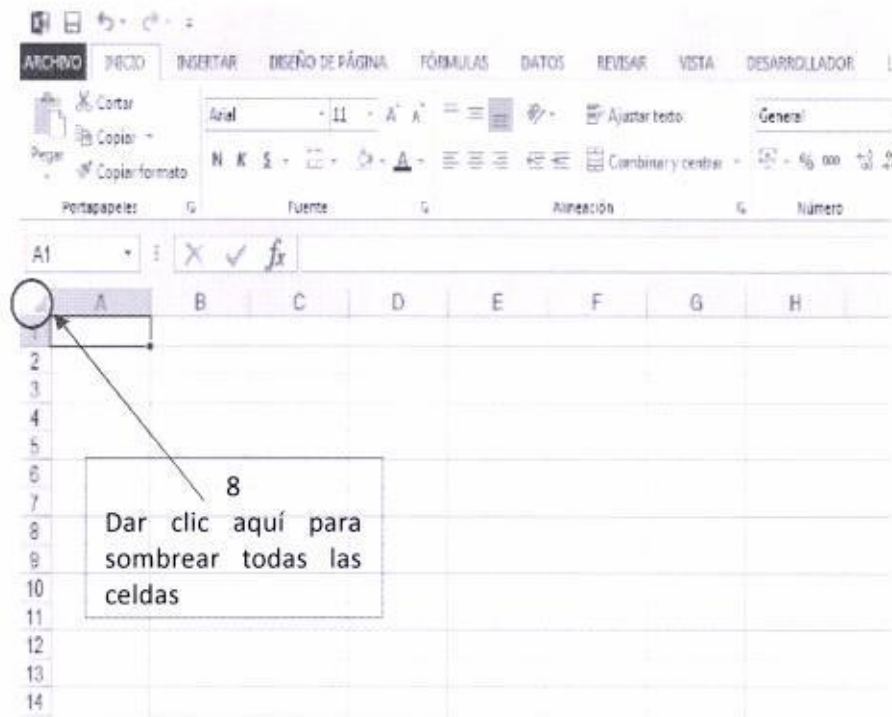 ARCHIVO INICIO INSERTAR DISEÑO DE PÁGINA FÓRMULAS DATOS REVISAR VISTA DESARROLLADOR
Cortar
Copiar
Pegar
Copiar formato
Arial 11 A A
N K S A
Ajustar texto
Combinar y centrar
General
% 000
Portapapeles Fuente Alineación Número
A1 fx
A B C D E F G H
1
2
3
4
5
6
7
8
9
10
11
12
13
14
8
Dar clic aquí para
sombrear todas las
celdas